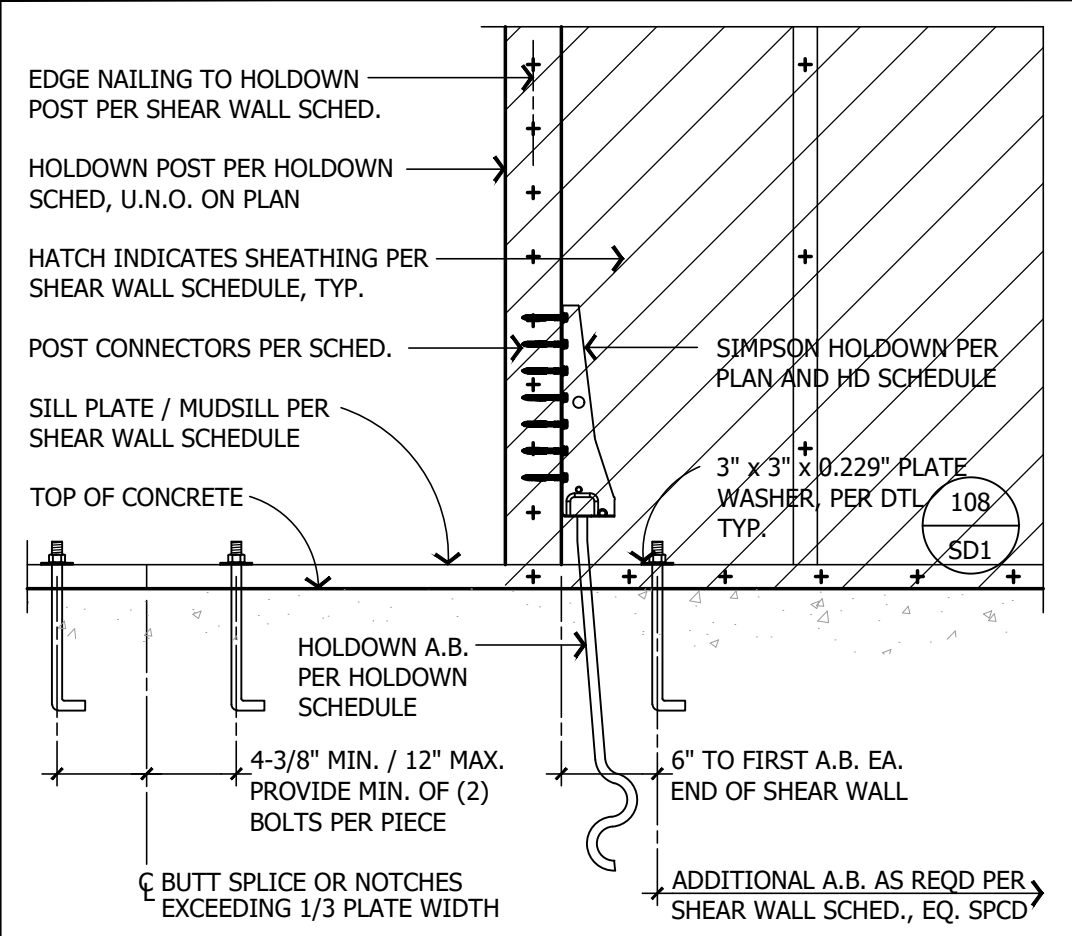 EDGE NAILING TO HOLDOWN
POST PER SHEAR WALL SCHED.
HOLDOWN POST PER HOLDOWN
SCHED, U.N.O. ON PLAN
HATCH INDICATES SHEATHING PER
SHEAR WALL SCHEDULE, TYP.
POST CONNECTORS PER SCHED.
SIMPSON HOLDOWN PER
PLAN AND HD SCHEDULE
SILL PLATE / MUDSILL PER
SHEAR WALL SCHEDULE
3" x 3" x 0.229" PLATE
WASHER, PER DTL
TYP.
108
SD1
TOP OF CONCRETE
HOLDOWN A.B.
PER HOLDOWN
SCHEDULE
4-3/8" MIN. / 12" MAX.
PROVIDE MIN. OF (2)
BOLTS PER PIECE
6" TO FIRST A.B. EA.
END OF SHEAR WALL
℄ BUTT SPLICE OR NOTCHES
EXCEEDING 1/3 PLATE WIDTH
ADDITIONAL A.B. AS REQD PER
SHEAR WALL SCHED., EQ. SPCD